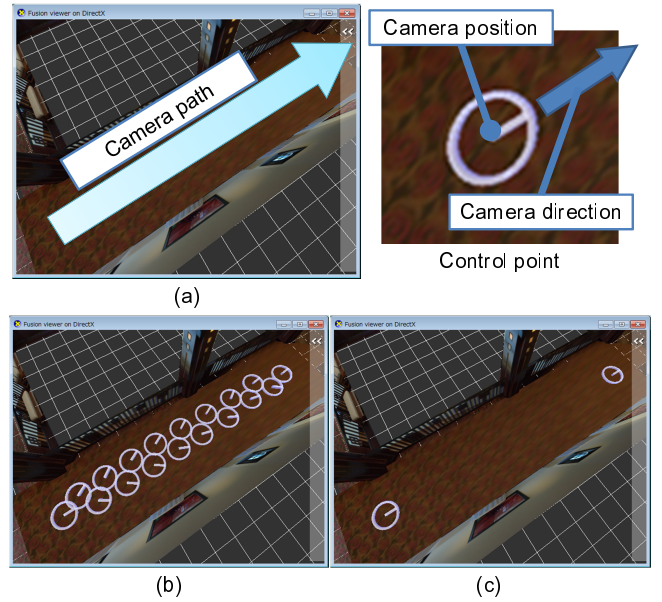 Fusion viewer on DirectX
Camera path
Camera position
Camera direction
Control point
(a)
Fusion viewer on DirectX
Fusion viewer on DirectX
(b)
(c)